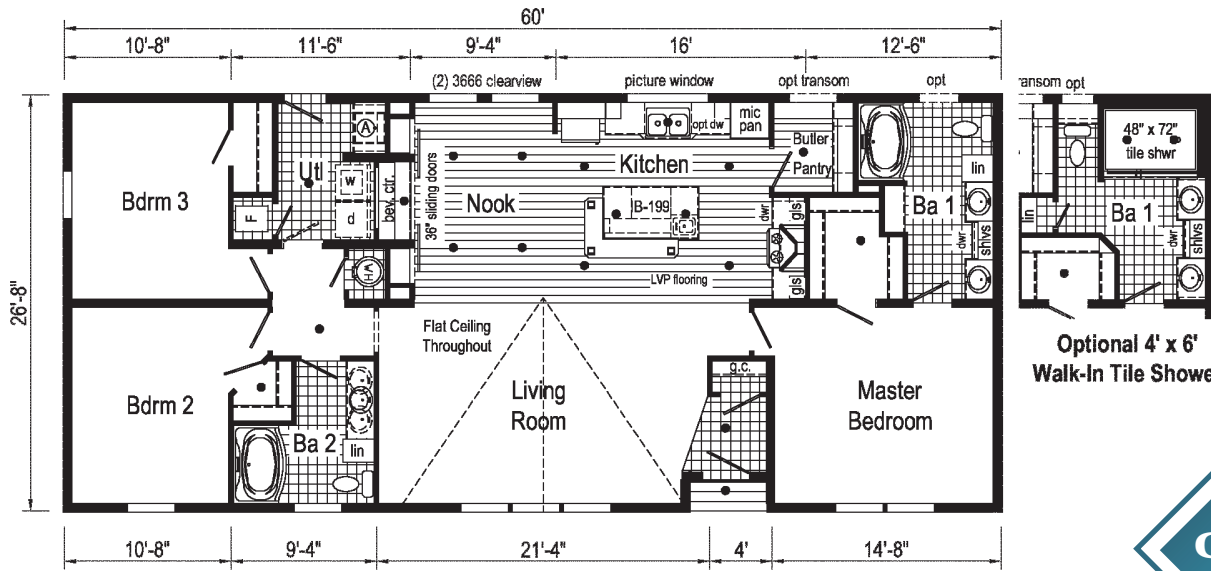 60'
10'-8" 11'-6" 9'-4" 16' 12'-6"
(2) 3666 clearview picture window opt transom opt ransom opt
26'-8"
Bdrm 3
Utl
A
w
d
F
WH
bev. ctr.
36" sliding doors
Nook
Kitchen
opt dw
mic pan
Butler
Pantry
IB-199
LVP flooring
dwr
gls
gls
lin
Ba 1
dwr
shlvs
48" x 72"
tile shwr
lin
Ba 1
dwr
shlvs
Optional 4' x 6'
Walk-In Tile Showe
Flat Ceiling
Throughout
Bdrm 2
Ba 2
lin
Living
Room
g.c.
Master
Bedroom
10'-8" 9'-4" 21'-4" 4' 14'-8"